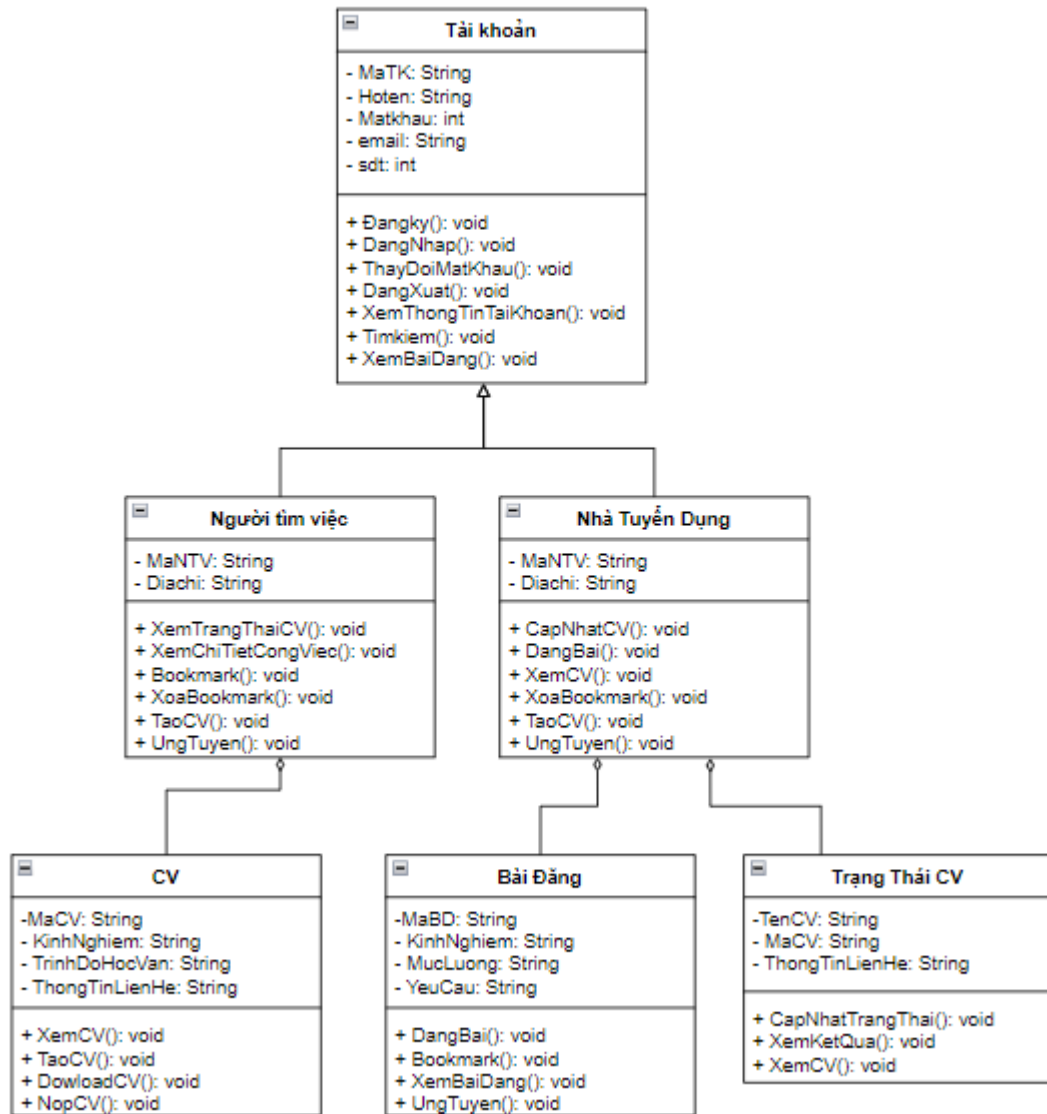 Tài khoản
- MaTK: String
- Hoten: String
- Matkhau: int
- email: String
- sdt: int
+ Đangky(): void
+ DangNhap(): void
+ ThayDoiMatKhau(): void
+ DangXuat(): void
+ XemThongTinTaiKhoan(): void
+ Timkiem(): void
+ XemBaiDang(): void
Người tìm việc
- MaNTV: String
- Diachi: String
+ XemTrangThaiCV(): void
+ XemChiTietCongViec(): void
+ Bookmark(): void
+ XoaBookmark(): void
+ TaoCV(): void
+ UngTuyen(): void
Nhà Tuyển Dụng
- MaNTV: String
- Diachi: String
+ CapNhatCV(): void
+ DangBai(): void
+ XemCV(): void
+ XoaBookmark(): void
+ TaoCV(): void
+ UngTuyen(): void
CV
-MaCV: String
- KinhNghiem: String
- TrinhDoHocVan: String
- ThongTinLienHe: String
+ XemCV(): void
+ TaoCV(): void
+ DowloadCV(): void
+ NopCV(): void
Bài Đăng
-MaBD: String
- KinhNghiem: String
- MucLuong: String
- YeuCau: String
+ DangBai(): void
+ Bookmark(): void
+ XemBaiDang(): void
+ UngTuyen(): void
Trạng Thái CV
-TenCV: String
- MaCV: String
- ThongTinLienHe: String
+ CapNhatTrangThai(): void
+ XemKetQua(): void
+ XemCV(): void